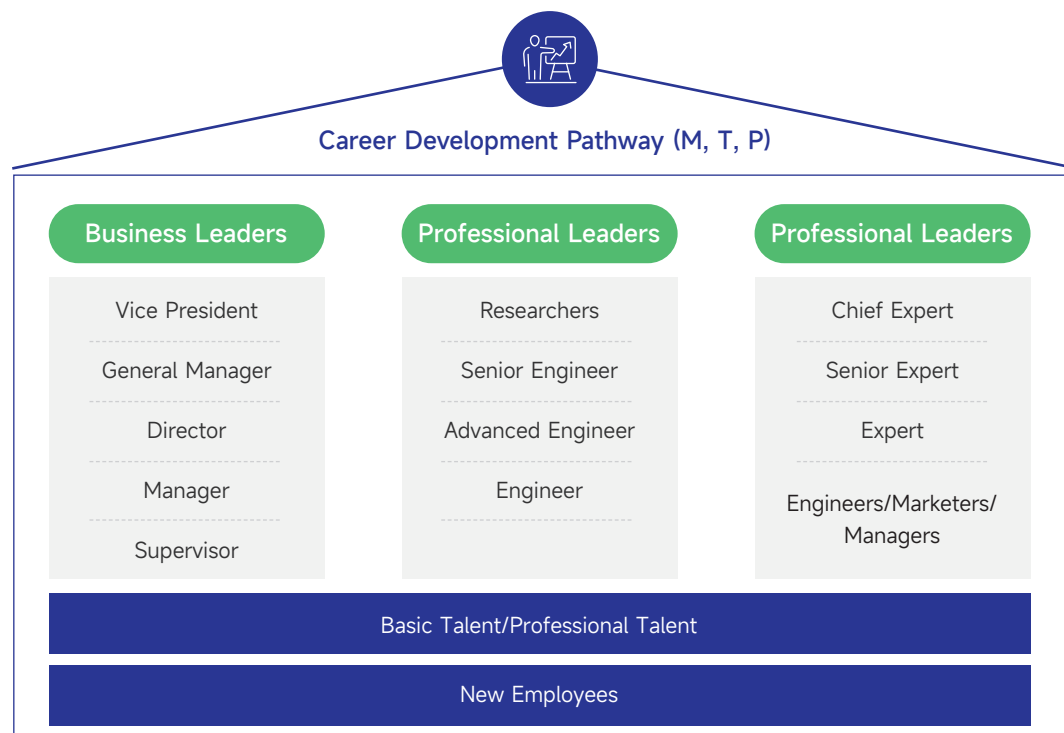 Career Development Pathway (M, T, P)
Business Leaders
Vice President
General Manager
Director
Manager
Supervisor
Professional Leaders
Researchers
Senior Engineer
Advanced Engineer
Engineer
Professional Leaders
Chief Expert
Senior Expert
Expert
Engineers/Marketers/
Managers
Basic Talent/Professional Talent
New Employees